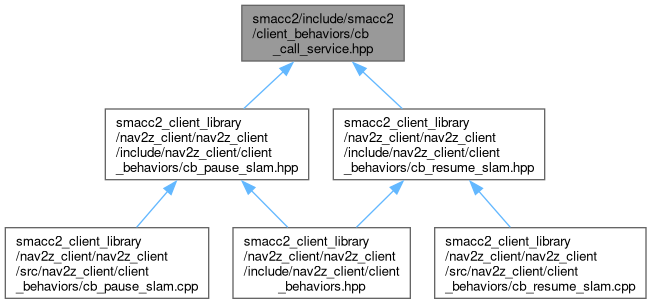 smacc2/include/smacc2
/client_behaviors/cb
_call_service.hpp
smacc2_client_library
/nav2z_client/nav2z_client
/include/nav2z_client/client
_behaviors/cb_pause_slam.hpp
smacc2_client_library
/nav2z_client/nav2z_client
/include/nav2z_client/client
_behaviors/cb_resume_slam.hpp
smacc2_client_library
/nav2z_client/nav2z_client
/src/nav2z_client/client
_behaviors/cb_pause_slam.cpp
smacc2_client_library
/nav2z_client/nav2z_client
/include/nav2z_client/client
_behaviors.hpp
smacc2_client_library
/nav2z_client/nav2z_client
/src/nav2z_client/client
_behaviors/cb_resume_slam.cpp